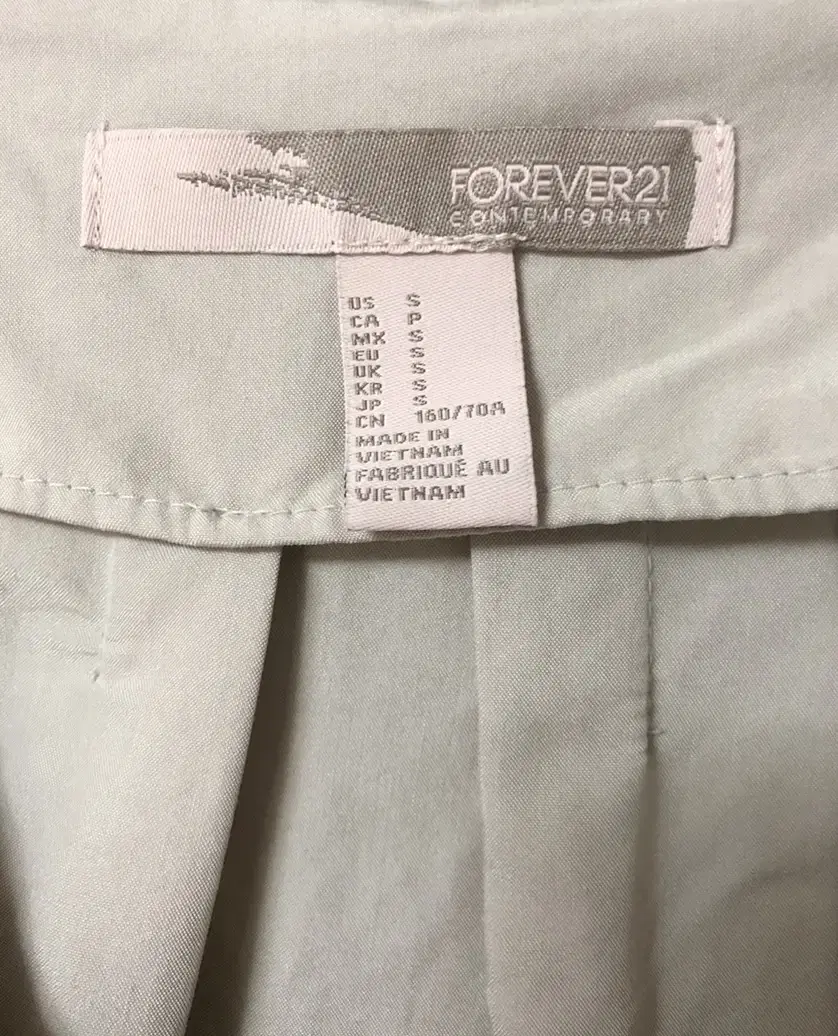 FOREVER21
CONTEMPORARY
US S
CA P
MX S
EU S
UK S
KR S
JP S
CN 160/70A
MADE IN
VIETNAM
FABRIQUÉ AU
VIETNAM